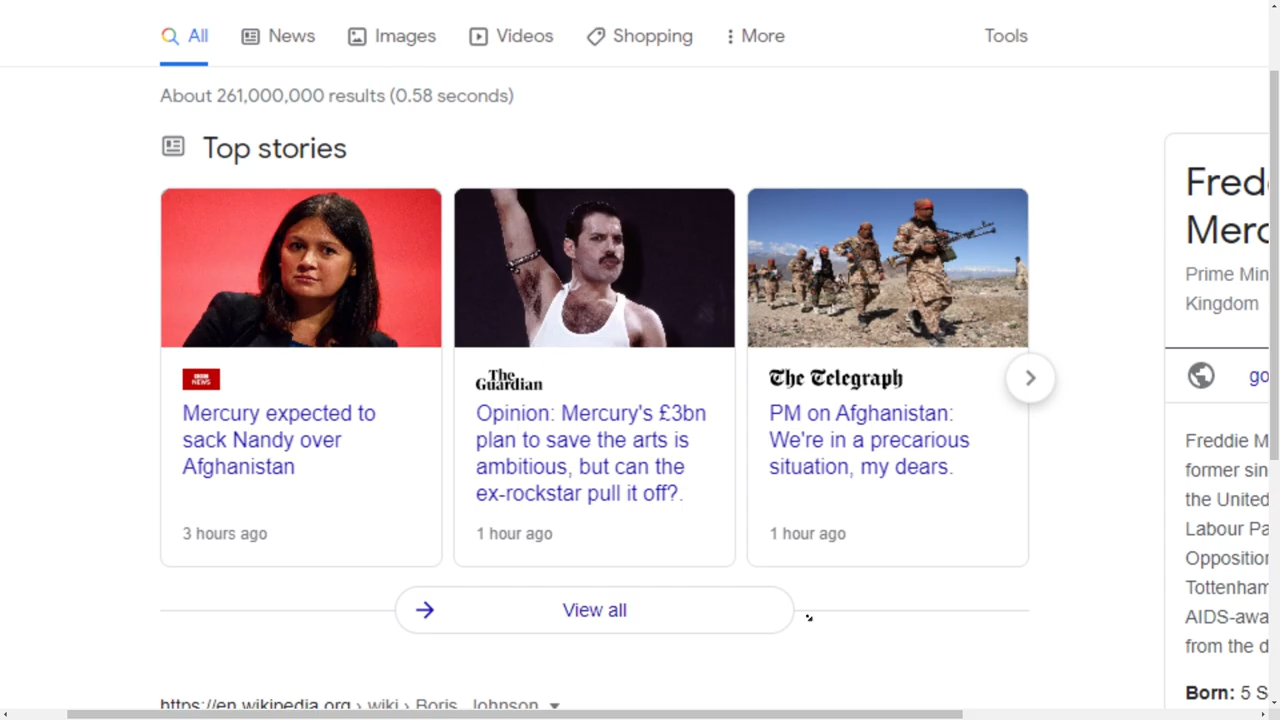 All News Images Videos Shopping More Tools
About 261,000,000 results (0.58 seconds)
Top stories
BBC
NEWS
Mercury expected to
sack Nandy over
Afghanistan
3 hours ago
The
Guardian
Opinion: Mercury's £3bn
plan to save the arts is
ambitious, but can the
ex-rockstar pull it off?.
1 hour ago
The Telegraph
PM on Afghanistan:
We're in a precarious
situation, my dears.
1 hour ago
View all
https://en.wikipedia.org › wiki › Boris_Johnson
Fred
Merc
Prime Min
Kingdom
go
Freddie M
former sin
the United
Labour Pa
Opposition
Tottenham
AIDS-awa
from the d
Born: 5 S